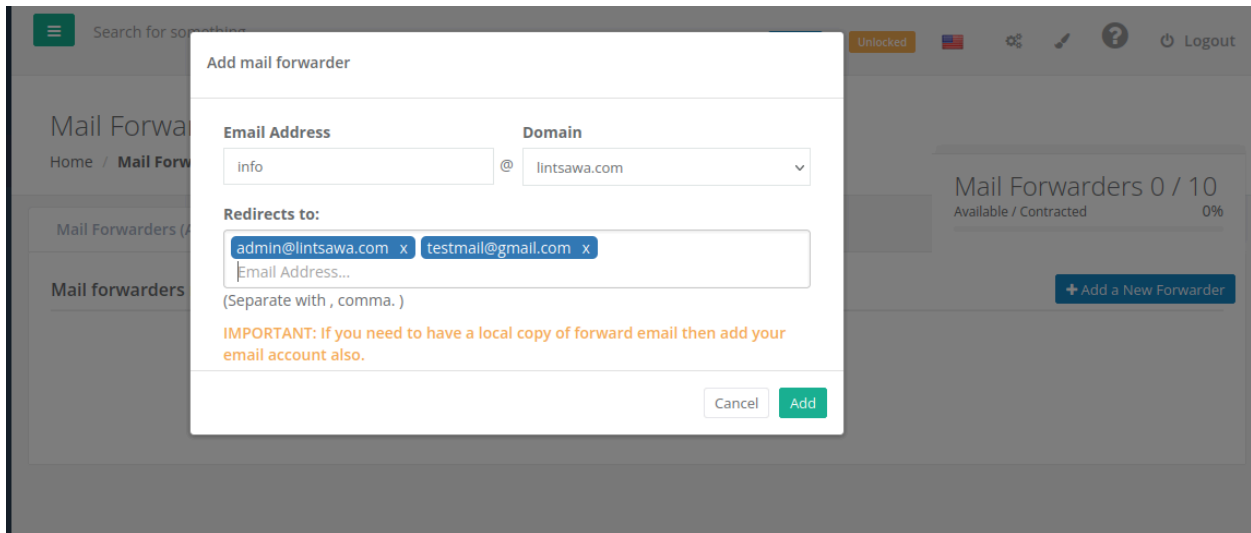 Search for something
Unlocked
Logout
Add mail forwarder
Mail Forwa
Home / Mail Forw
Email Address
Domain
info
@
lintsawa.com
Mail Forwarders 0 / 10
Available / Contracted
0%
Mail Forwarders (A
Redirects to:
admin@lintsawa.com x
testmail@gmail.com x
Email Address...
Mail forwarders
+ Add a New Forwarder
(Separate with , comma. )
IMPORTANT: If you need to have a local copy of forward email then add your
email account also.
Cancel
Add